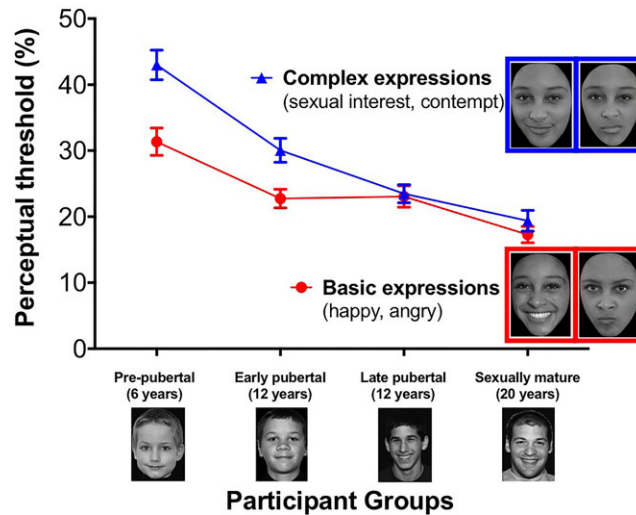 Perceptual threshold (%)
50
40
30
20
10
0
Complex expressions
(sexual interest, contempt)
Basic expressions
(happy, angry)
Pre-pubertal
(6 years)
Early pubertal
(12 years)
Late pubertal
(12 years)
Sexually mature
(20 years)
Participant Groups